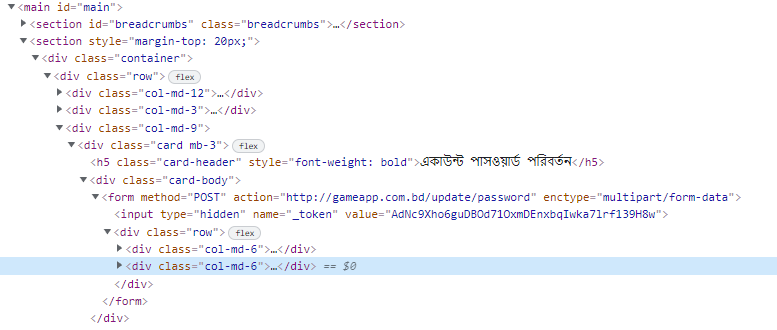 ▼<main id="main">
▶<section id="breadcrumbs" class="breadcrumbs">…</section>
▼<section style="margin-top: 20px;">
▼<div class="container">
▼<div class="row"> flex
▶<div class="col-md-12">…</div>
▶<div class="col-md-3">…</div>
▼<div class="col-md-9">
▼<div class="card mb-3"> flex
<h5 class="card-header" style="font-weight: bold">একাউন্ট পাসওয়ার্ড পরিবর্তন</h5>
▼<div class="card-body">
▼<form method="POST" action="http://gameapp.com.bd/update/password" enctype="multipart/form-data">
<input type="hidden" name="_token" value="AdNc9Xho6guDBOd71OxmDEnxbqIwka7lrf139H8w">
▼<div class="row"> flex
▶<div class="col-md-6">…</div>
▶<div class="col-md-6">…</div> == $0
</div>
</form>
</div>